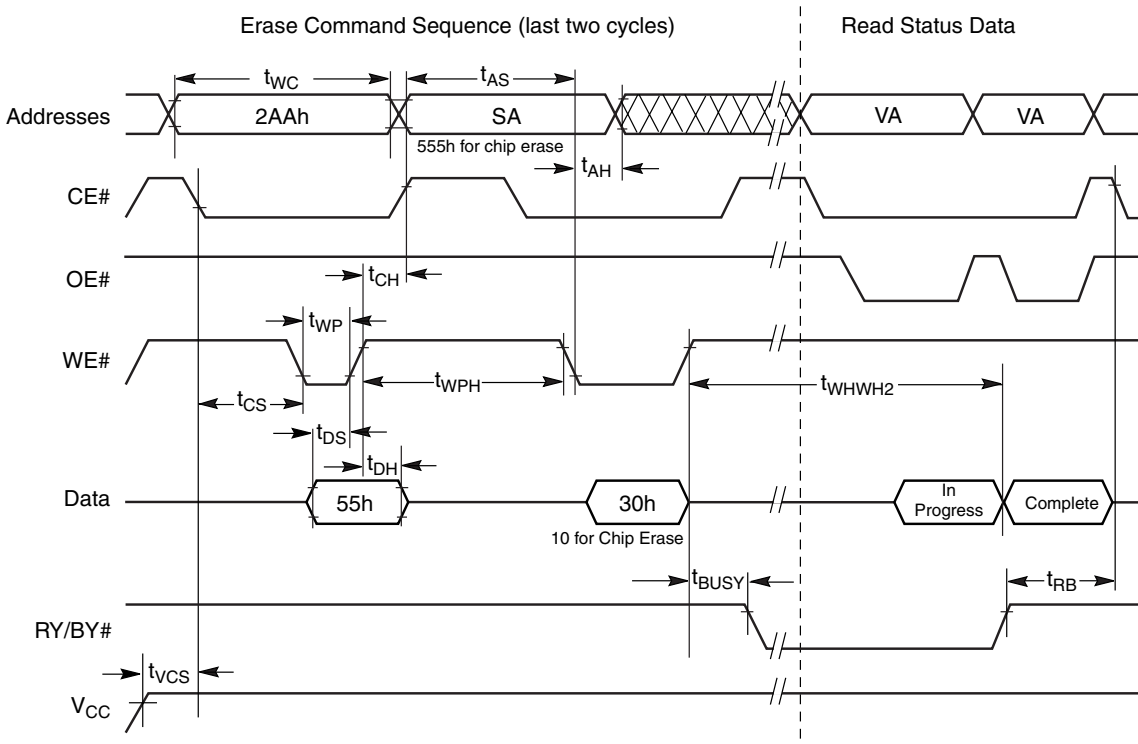 Erase Command Sequence (last two cycles)
Read Status Data
tWC
tAS
Addresses
2AAh
SA
VA
VA
555h for chip erase
tAH
CE#
OE#
tCH
tWP
WE#
tWPH
tWHWH2
tCS
tDS
tDH
Data
55h
30h
In
Progress
Complete
10 for Chip Erase
tBUSY
tRB
RY/BY#
tVCS
VCC